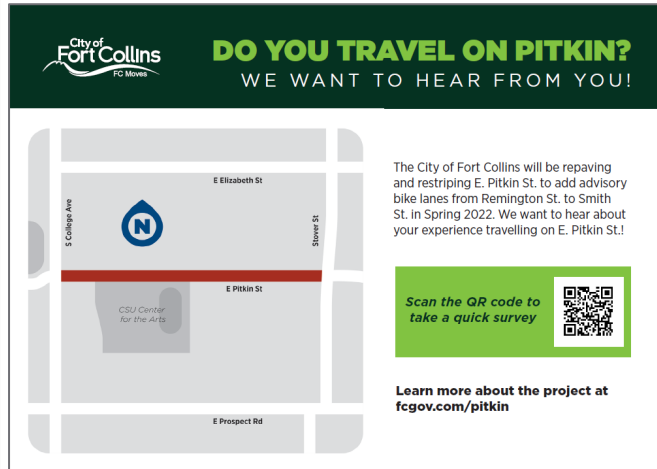 City of
Fort Collins
FC Moves
DO YOU TRAVEL ON PITKIN?
WE WANT TO HEAR FROM YOU!
E Elizabeth St
S College Ave
N
Stover St
E Pitkin St
CSU Center
for the Arts
E Prospect Rd
The City of Fort Collins will be repaving
and restriping E. Pitkin St. to add advisory
bike lanes from Remington St. to Smith
St. in Spring 2022. We want to hear about
your experience travelling on E. Pitkin St.!
Scan the QR code to
take a quick survey
Learn more about the project at
fcgov.com/pitkin